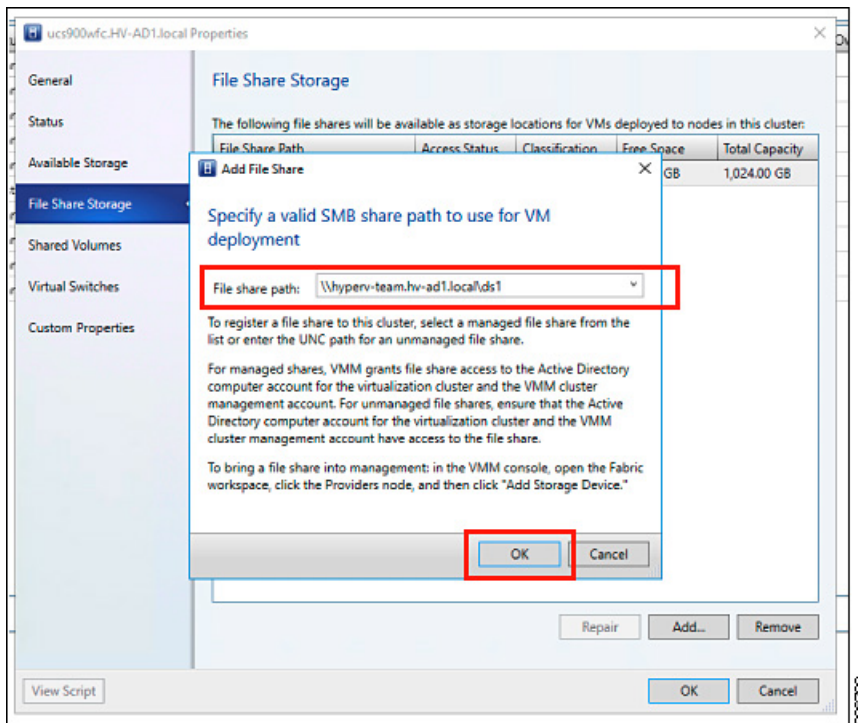 ucs900wfc.HV-AD1.local Properties
General
Status
Available Storage
File Share Storage
Shared Volumes
Virtual Switches
Custom Properties
File Share Storage
The following file shares will be available as storage locations for VMs deployed to nodes in this cluster:
File Share Path Access Status Classification Free Space Total Capacity
GB 1,024.00 GB
Add File Share
Specify a valid SMB share path to use for VM
deployment
File share path: \\hyperv-team.hv-ad1.local\ds1
To register a file share to this cluster, select a managed file share from the
list or enter the UNC path for an unmanaged file share.
For managed shares, VMM grants file share access to the Active Directory
computer account for the virtualization cluster and the VMM cluster
management account. For unmanaged file shares, ensure that the Active
Directory computer account for the virtualization cluster and the VMM
cluster management account have access to the file share.
To bring a file share into management: in the VMM console, open the Fabric
workspace, click the Providers node, and then click "Add Storage Device."
OK Cancel
Repair Add... Remove
View Script OK Cancel